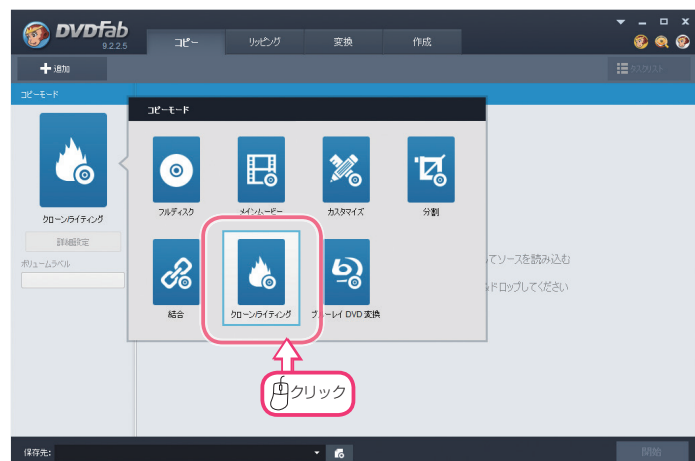 DVDFab
9.2.2.5
コピー
リッピング
変換
作成
追加
タスクリスト
コピーモード
コピーモード
クローン/ライティング
詳細設定
ボリュームラベル
フルディスク
メインムービー
カスタマイズ
分割
結合
クローン/ライティング
ブルーレイ DVD 変換
てソースを読み込む
ドロップしてください
クリック
保存先:
開始